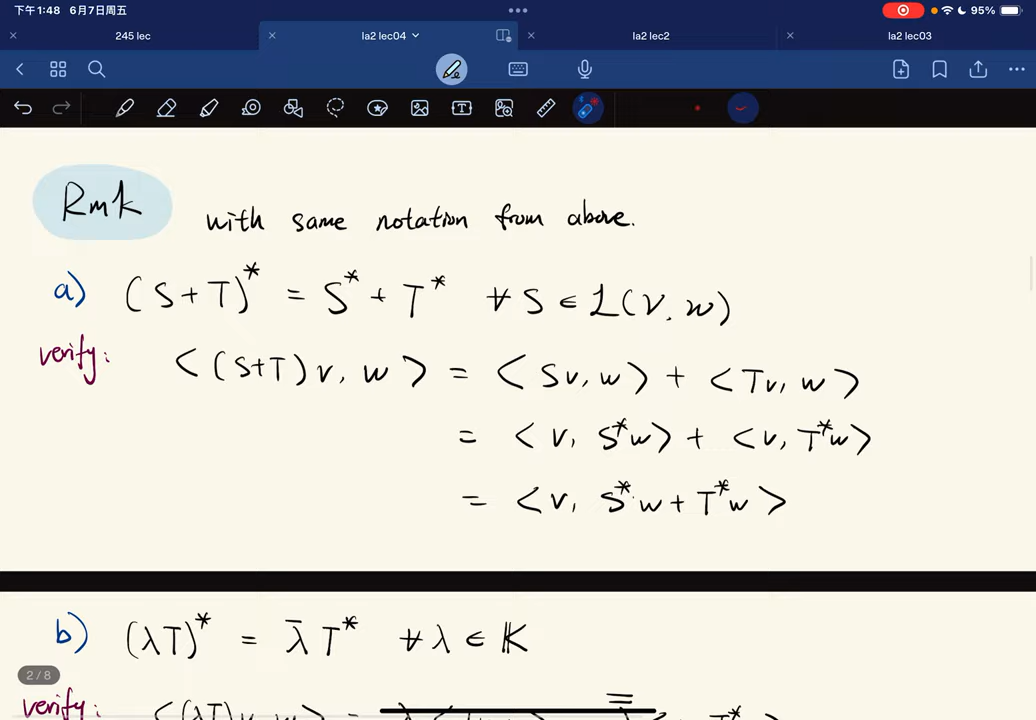 下午1:48 6月7日周五
95%
245 lec
la2 lec04
la2 lec2
la2 lec03
Rmk with same notation from above.
a) (S+T)* = S* + T* ∀ S ∈ L(V, W)
verify: <(S+T)v, w> = <Sv, w> + <Tv, w>
= <v, S*w> + <v, T*w>
= <v, S*w + T*w>
b) (λT)* = λ̄ T* ∀ λ ∈ 𝕂
2/8
verify: